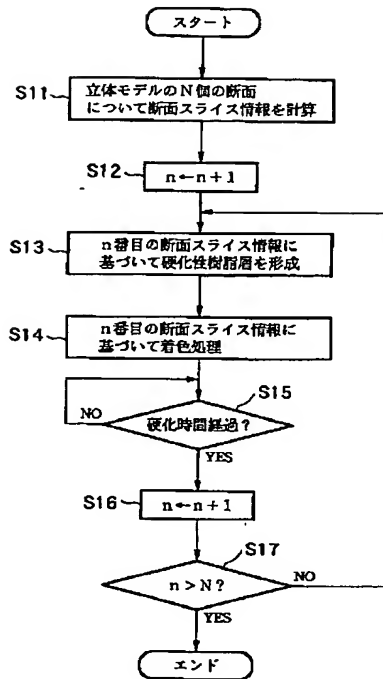 スタート
S11
立体モデルのN個の断面
について断面スライス情報を計算
S12
n←n+1
S13
n番目の断面スライス情報に
基づいて硬化性樹脂層を形成
S14
n番目の断面スライス情報に
基づいて着色処理
S15
硬化時間経過?
NO
YES
S16
n←n+1
S17
n>N?
NO
YES
エンド